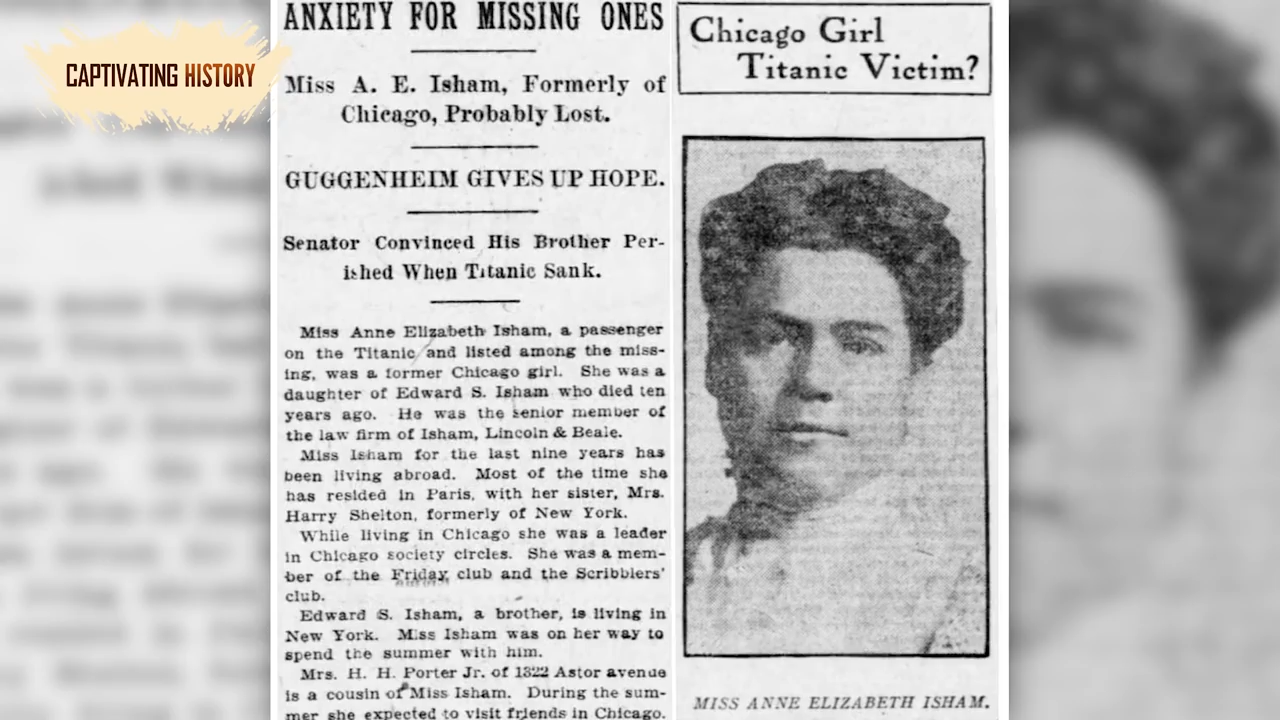 CAPTIVATING HISTORY
ANXIETY FOR MISSING ONES
Miss A. E. Isham, Formerly of
Chicago, Probably Lost.
GUGGENHEIM GIVES UP HOPE.
Senator Convinced His Brother Per-
ished When Titanic Sank.
Miss Anne Elizabeth Isham, a passenger
on the Titanic and listed among the miss-
ing, was a former Chicago girl. She was a
daughter of Edward S. Isham who died ten
years ago. He was the senior member of
the law firm of Isham, Lincoln & Beale.
Miss Isham for the last nine years has
been living abroad. Most of the time she
has resided in Paris, with her sister, Mrs.
Harry Shelton, formerly of New York.
While living in Chicago she was a leader
in Chicago society circles. She was a mem-
ber of the Friday club and the Scribblers'
club.
Edward S. Isham, a brother, is living in
New York. Miss Isham was on her way to
spend the summer with him.
Mrs. H. H. Porter Jr. of 1322 Astor avenue
is a cousin of Miss Isham. During the sum-
mer she expected to visit friends in Chicago.
Chicago Girl
Titanic Victim?
MISS ANNE ELIZABETH ISHAM.